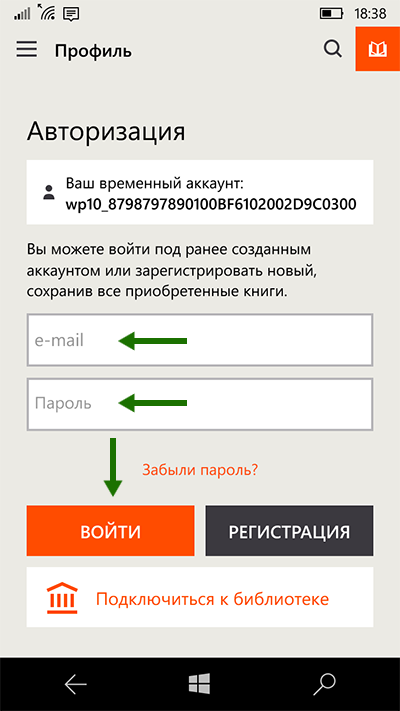 18:38
Профиль
Авторизация
Ваш временный аккаунт:
wp10_8798797890100BF6102002D9C0300
Вы можете войти под ранее созданным
аккаунтом или зарегистрировать новый,
сохранив все приобретенные книги.
e-mail
Пароль
Забыли пароль?
ВОЙТИ
РЕГИСТРАЦИЯ
Подключиться к библиотеке